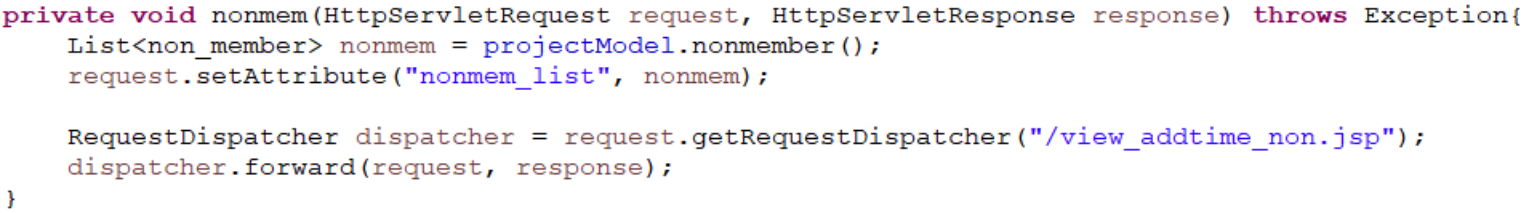 private void nonmem(HttpServletRequest request, HttpServletResponse response) throws Exception{
    List<non_member> nonmem = projectModel.nonmember();
    request.setAttribute("nonmem_list", nonmem);

    RequestDispatcher dispatcher = request.getRequestDispatcher("/view_addtime_non.jsp");
    dispatcher.forward(request, response);
}